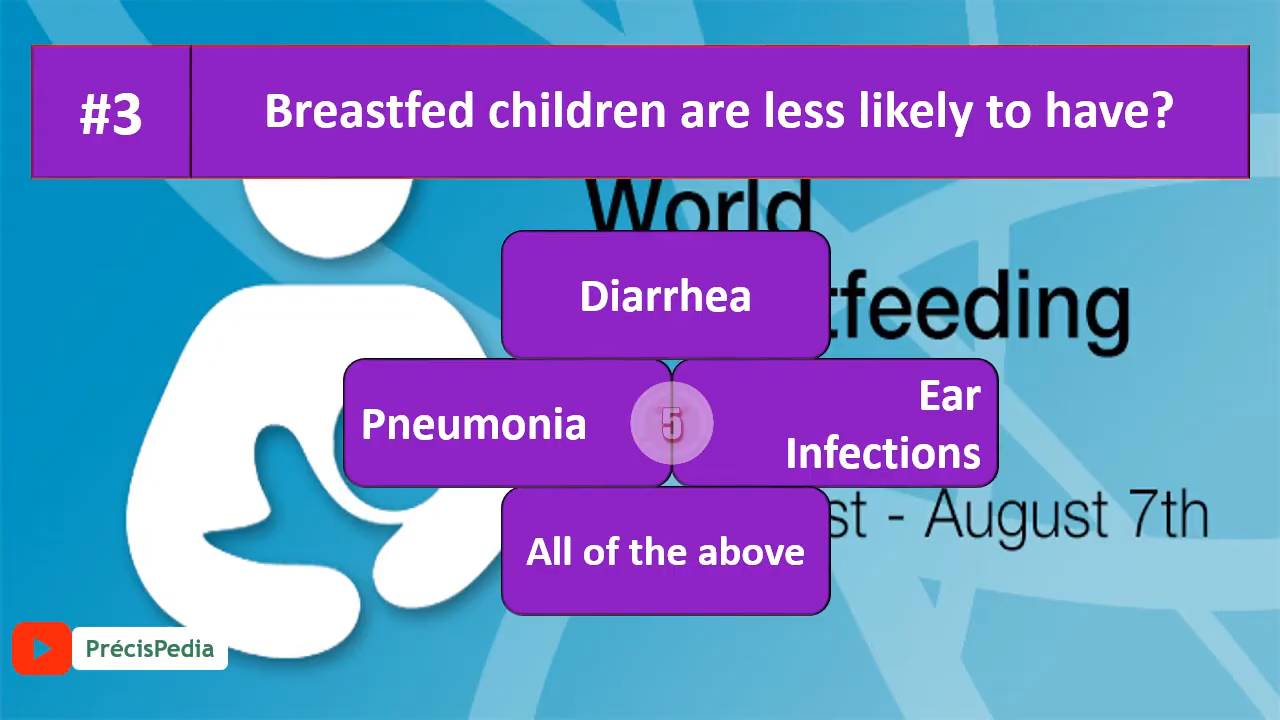 #3
Breastfed children are less likely to have?
World
Diarrhea
tfeeding
Pneumonia
5
Ear
Infections
st - August 7th
All of the above
PrécisPedia